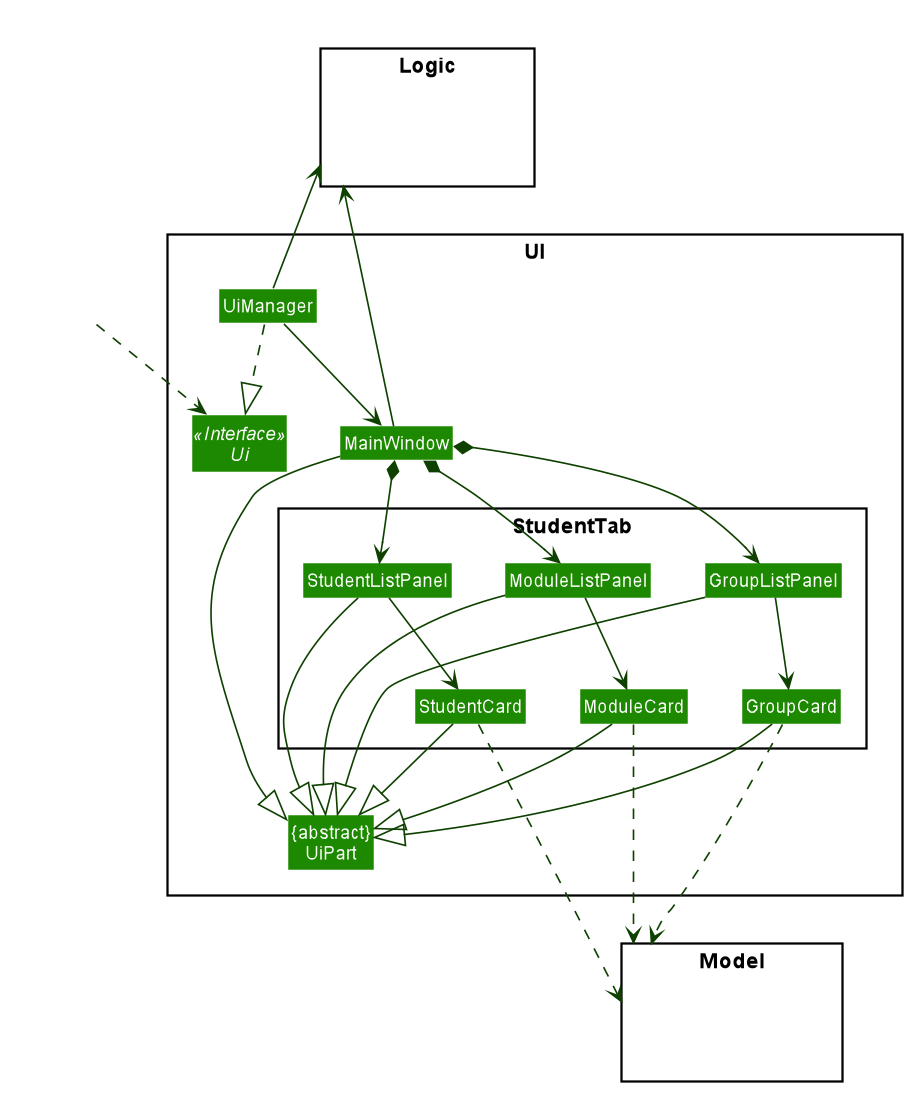 Logic
UI
UiManager
«Interface»
Ui
MainWindow
StudentTab
StudentListPanel
ModuleListPanel
GroupListPanel
StudentCard
ModuleCard
GroupCard
{abstract}
UiPart
Model